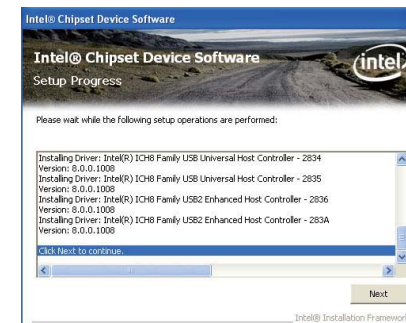 Intel® Chipset Device Software
Intel® Chipset Device Software
intel
Setup Progress
Please wait while the following setup operations are performed:
Installing Driver: Intel(R) ICH8 Family USB Universal Host Controller - 2834
Version: 8.0.0.1008
Installing Driver: Intel(R) ICH8 Family USB Universal Host Controller - 2835
Version: 8.0.0.1008
Installing Driver: Intel(R) ICH8 Family USB2 Enhanced Host Controller - 2836
Version: 8.0.0.1008
Installing Driver: Intel(R) ICH8 Family USB2 Enhanced Host Controller - 283A
Version: 8.0.0.1008
Click Next to continue.
Next
Intel® Installation Framework